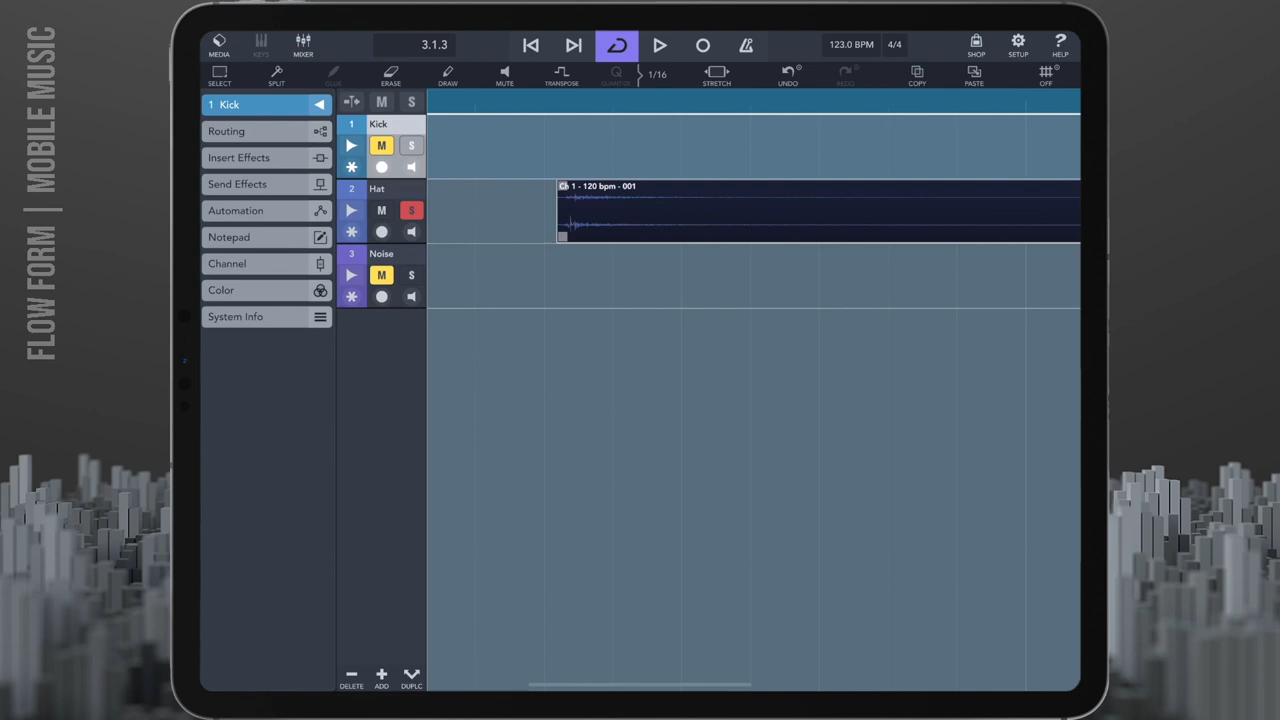 FLOW FORM | MOBILE MUSIC
MEDIA
KEYS
MIXER
3.1.3
123.0 BPM
4/4
SHOP
SETUP
HELP
SELECT
SPLIT
GLUE
ERASE
DRAW
MUTE
TRANSPOSE
QUANTIZE
1/16
STRETCH
UNDO
REDO
COPY
PASTE
OFF
1 Kick
Routing
Insert Effects
Send Effects
Automation
Notepad
Channel
Color
System Info
M S
1 Kick
M S
2 Hat
M S
3 Noise
M S
Ch 1 - 120 bpm - 001
DELETE
ADD
DUPLC